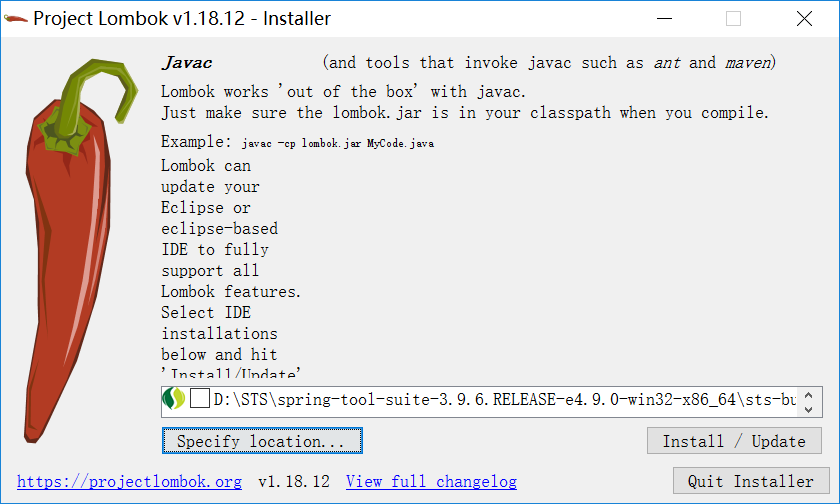 Project Lombok v1.18.12 - Installer
Javac (and tools that invoke javac such as ant and maven)
Lombok works 'out of the box' with javac.
Just make sure the lombok.jar is in your classpath when you compile.
Example: javac -cp lombok.jar MyCode.java
Lombok can
update your
Eclipse or
eclipse-based
IDE to fully
support all
Lombok features.
Select IDE
installations
below and hit
'Install/Update'
D:\STS\spring-tool-suite-3.9.6.RELEASE-e4.9.0-win32-x86_64\sts-bu
Specify location... Install / Update
https://projectlombok.org v1.18.12 View full changelog Quit Installer